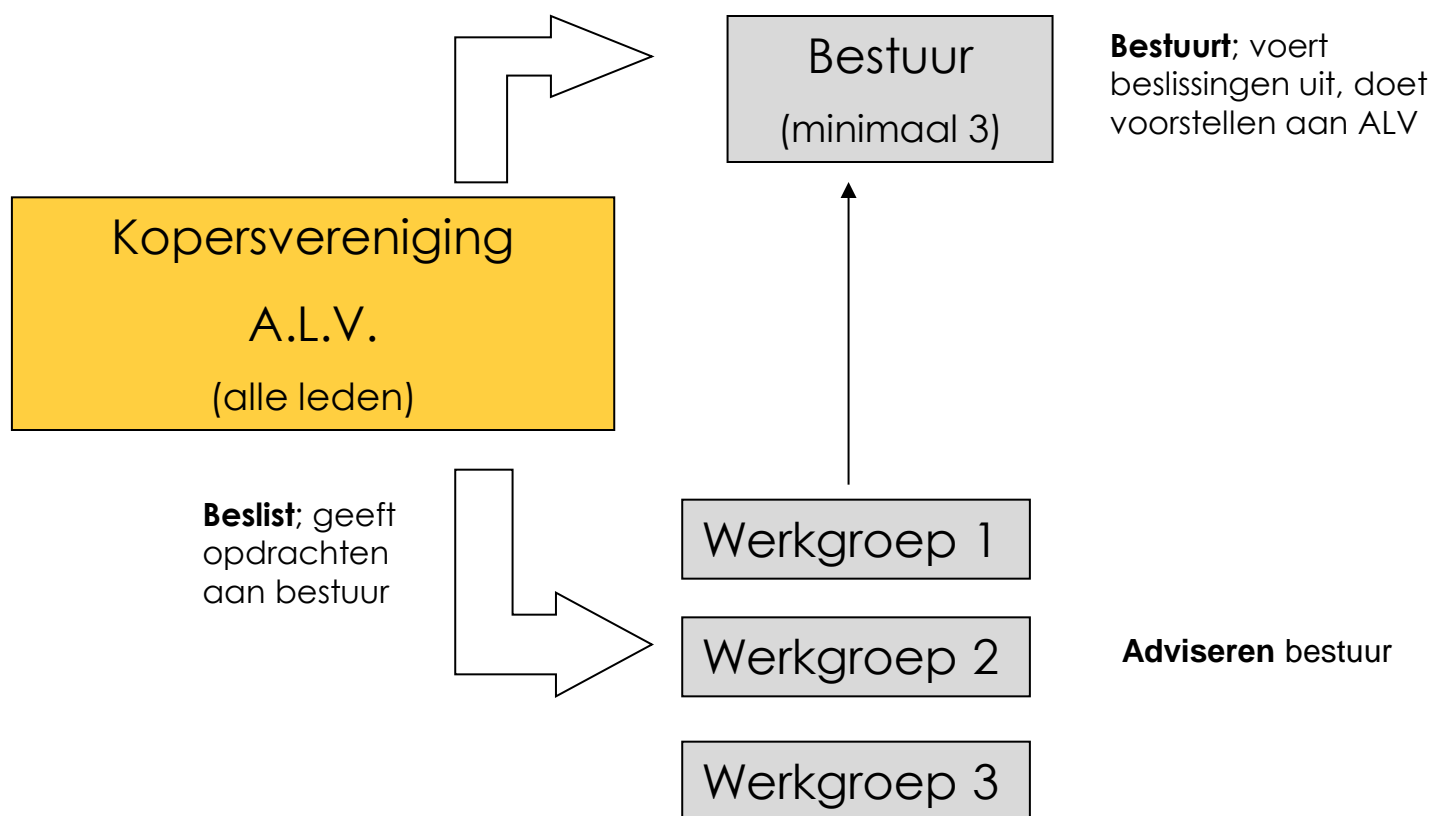 Bestuur
(minimaal 3)
Bestuurt; voert
beslissingen uit, doet
voorstellen aan ALV
Kopersvereniging
A.L.V.
(alle leden)
Beslist; geeft
opdrachten
aan bestuur
Werkgroep 1
Werkgroep 2
Adviseren bestuur
Werkgroep 3